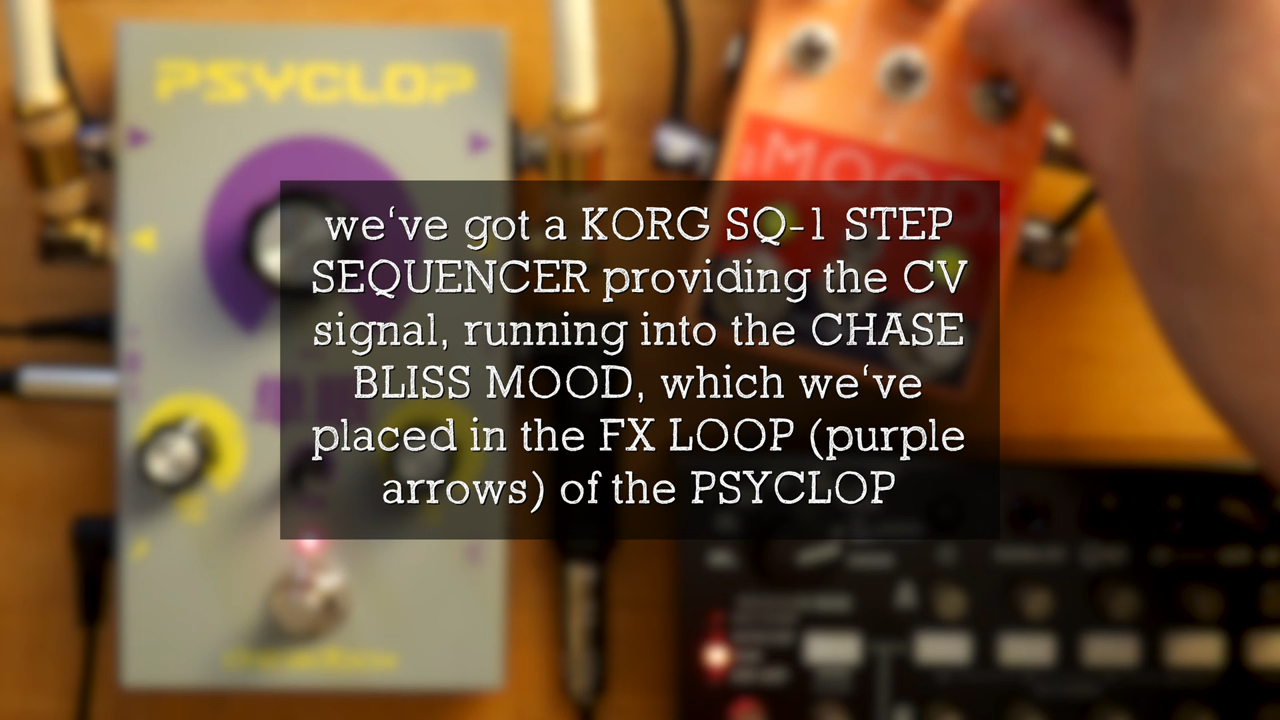 PSYCLOP
MOOD
we've got a KORG SQ-1 STEP
SEQUENCER providing the CV
signal, running into the CHASE
BLISS MOOD, which we've
placed in the FX LOOP (purple
arrows) of the PSYCLOP
A